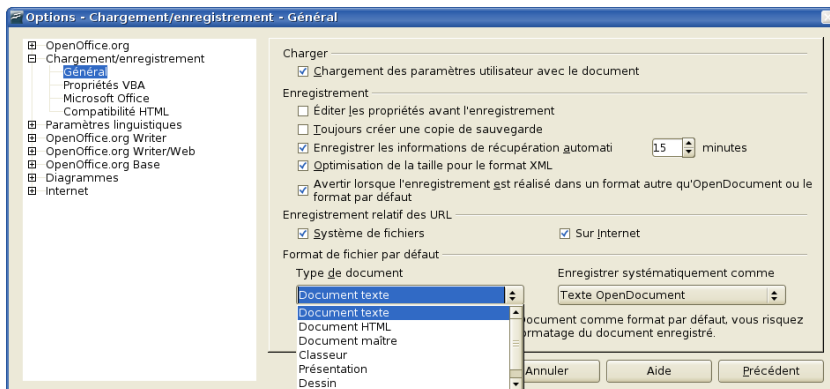 Options - Chargement/enregistrement - Général
OpenOffice.org
Chargement/enregistrement
Général
Propriétés VBA
Microsoft Office
Compatibilité HTML
Paramètres linguistiques
OpenOffice.org Writer
OpenOffice.org Writer/Web
OpenOffice.org Base
Diagrammes
Internet
Charger
Chargement des paramètres utilisateur avec le document
Enregistrement
Éditer les propriétés avant l'enregistrement
Toujours créer une copie de sauvegarde
Enregistrer les informations de récupération automati 15 minutes
Optimisation de la taille pour le format XML
Avertir lorsque l'enregistrement est réalisé dans un format autre qu'OpenDocument ou le
format par défaut
Enregistrement relatif des URL
Système de fichiers Sur Internet
Format de fichier par défaut
Type de document Enregistrer systématiquement comme
Document texte Texte OpenDocument
Document texte
Document HTML
Document maître
Classeur
Présentation
Dessin
ocument comme format par défaut, vous risquez
rmatage du document enregistré.
Annuler Aide Précédent